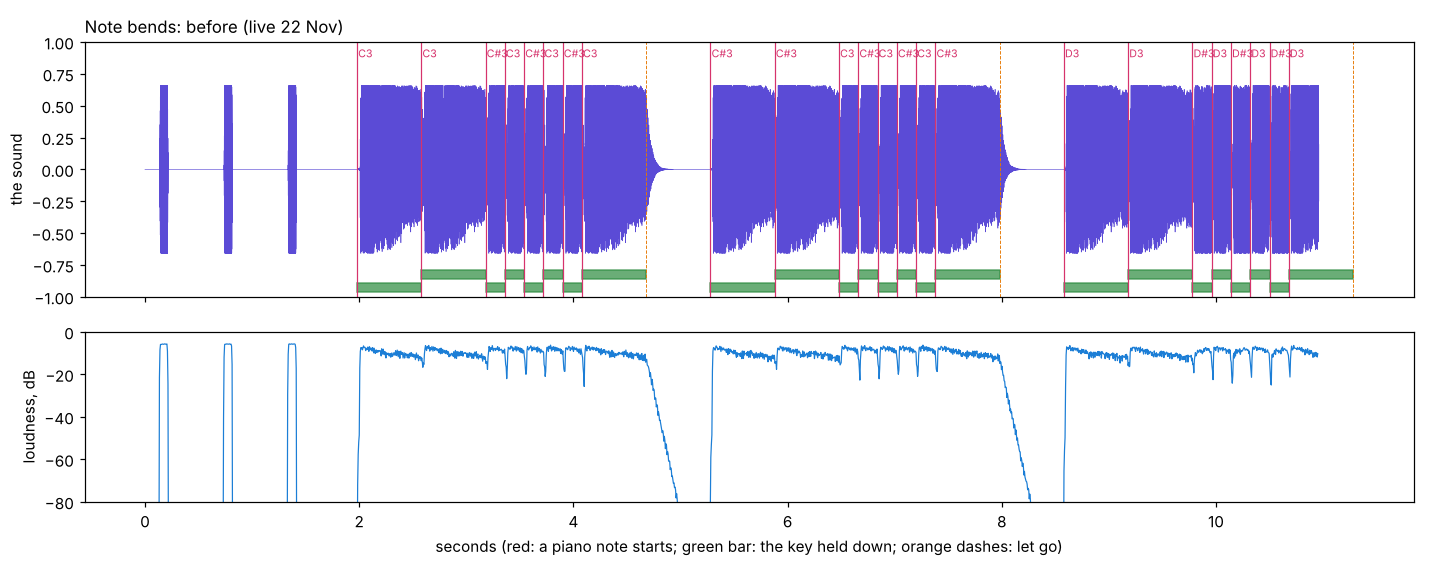 Note bends: before (live 22 Nov)
C3 C3 C#3 C3 C#3 C3 C#3 C3 C#3 C#3 C3 C#3 C3 C#3 C3 C#3 D3 D3 D#3 D3 D#3 D3 D#3 D3
1.00
0.75
0.50
0.25
0.00
−0.25
−0.50
−0.75
−1.00
the sound
0
−20
−40
−60
−80
loudness, dB
0 2 4 6 8 10
seconds (red: a piano note starts; green bar: the key held down; orange dashes: let go)